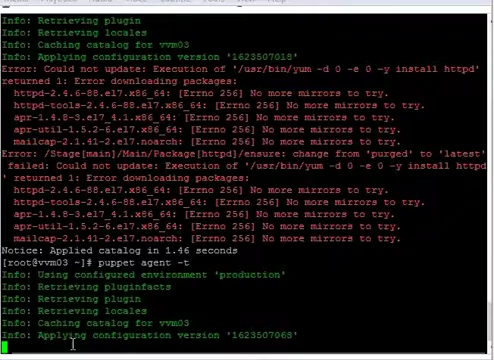 Info: Retrieving plugin
Info: Retrieving locales
Info: Caching catalog for vvm03
Info: Applying configuration version '1623507018'
Error: Could not update: Execution of '/usr/bin/yum -d 0 -e 0 -y install httpd'
returned 1: Error downloading packages:
httpd-2.4.6-88.el7.x86_64: [Errno 256] No more mirrors to try.
httpd-tools-2.4.6-88.el7.x86_64: [Errno 256] No more mirrors to try.
apr-1.4.8-3.el7_4.1.x86_64: [Errno 256] No more mirrors to try.
apr-util-1.5.2-6.el7.x86_64: [Errno 256] No more mirrors to try.
mailcap-2.1.41-2.el7.noarch: [Errno 256] No more mirrors to try.
Error: /Stage[main]/Main/Package[httpd]/ensure: change from 'purged' to 'latest'
failed: Could not update: Execution of '/usr/bin/yum -d 0 -e 0 -y install httpd
' returned 1: Error downloading packages:
httpd-2.4.6-88.el7.x86_64: [Errno 256] No more mirrors to try.
httpd-tools-2.4.6-88.el7.x86_64: [Errno 256] No more mirrors to try.
apr-1.4.8-3.el7_4.1.x86_64: [Errno 256] No more mirrors to try.
apr-util-1.5.2-6.el7.x86_64: [Errno 256] No more mirrors to try.
mailcap-2.1.41-2.el7.noarch: [Errno 256] No more mirrors to try.
Notice: Applied catalog in 1.46 seconds
[root@vvm03 ~]# puppet agent -t
Info: Using configured environment 'production'
Info: Retrieving pluginfacts
Info: Retrieving plugin
Info: Retrieving locales
Info: Caching catalog for vvm03
Info: Applying configuration version '1623507068'